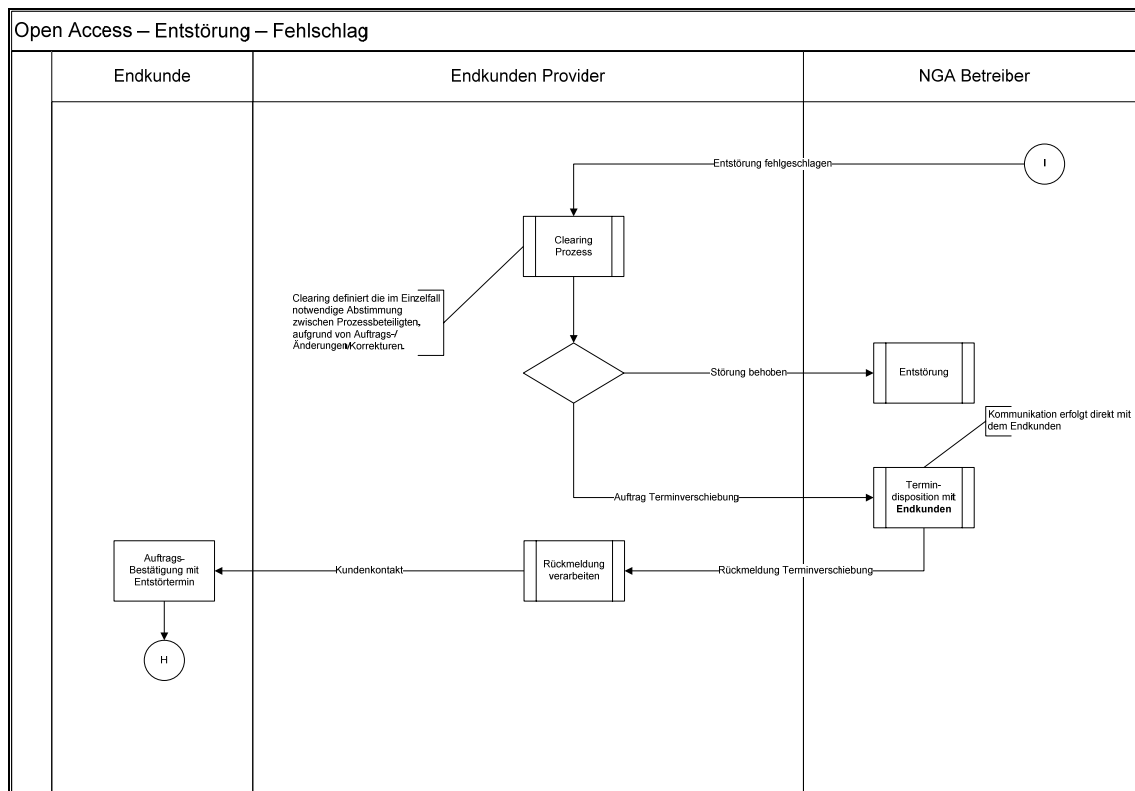 Open Access – Entstörung – Fehlschlag
Endkunde
Endkunden Provider
NGA Betreiber
Entstörung fehlgeschlagen
I
Clearing
Prozess
Clearing definiert die im Einzelfall
notwendige Abstimmung
zwischen Prozessbeteiligten,
aufgrund von Auftrags-/
Änderungen/Korrekturen.
Störung behoben
Entstörung
Kommunikation erfolgt direkt mit
dem Endkunden
Auftrag Terminverschiebung
Termin-
disposition mit
Endkunden
Auftrags-
Bestätigung mit
Entstörtermin
Kundenkontakt
Rückmeldung
verarbeiten
Rückmeldung Terminverschiebung
H